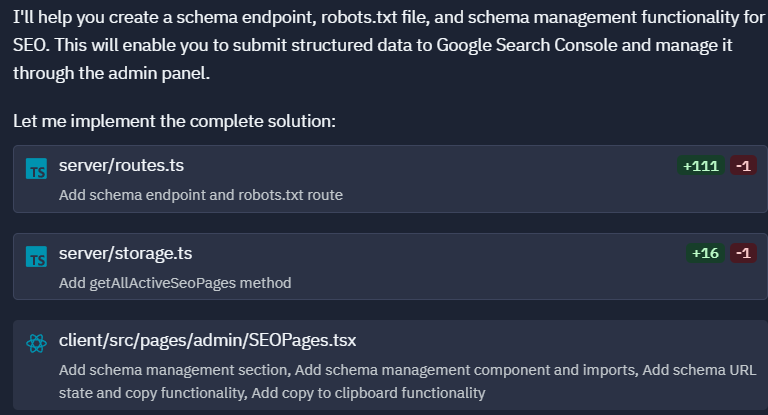 I'll help you create a schema endpoint, robots.txt file, and schema management functionality for
SEO. This will enable you to submit structured data to Google Search Console and manage it
through the admin panel.
Let me implement the complete solution:
TS server/routes.ts +111 -1
Add schema endpoint and robots.txt route
TS server/storage.ts +16 -1
Add getAllActiveSeoPages method
client/src/pages/admin/SEOPages.tsx
Add schema management section, Add schema management component and imports, Add schema URL
state and copy functionality, Add copy to clipboard functionality